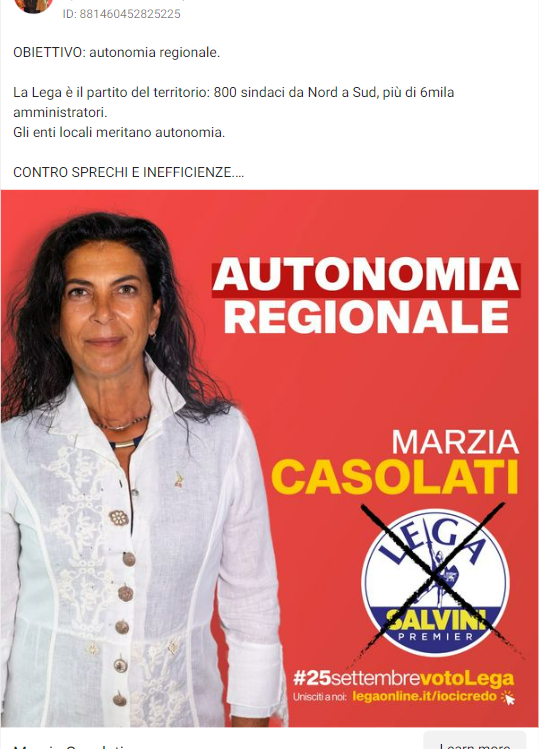 ID: 881460452825225
OBIETTIVO: autonomia regionale.
La Lega è il partito del territorio: 800 sindaci da Nord a Sud, più di 6mila
amministratori.
Gli enti locali meritano autonomia.
CONTRO SPRECHI E INEFFICIENZE....
AUTONOMIA
REGIONALE
MARZIA
CASOLATI
LEGA
SALVINI
PREMIER
#25settembrevotoLega
Unisciti a noi: legaonline.it/iocicredo